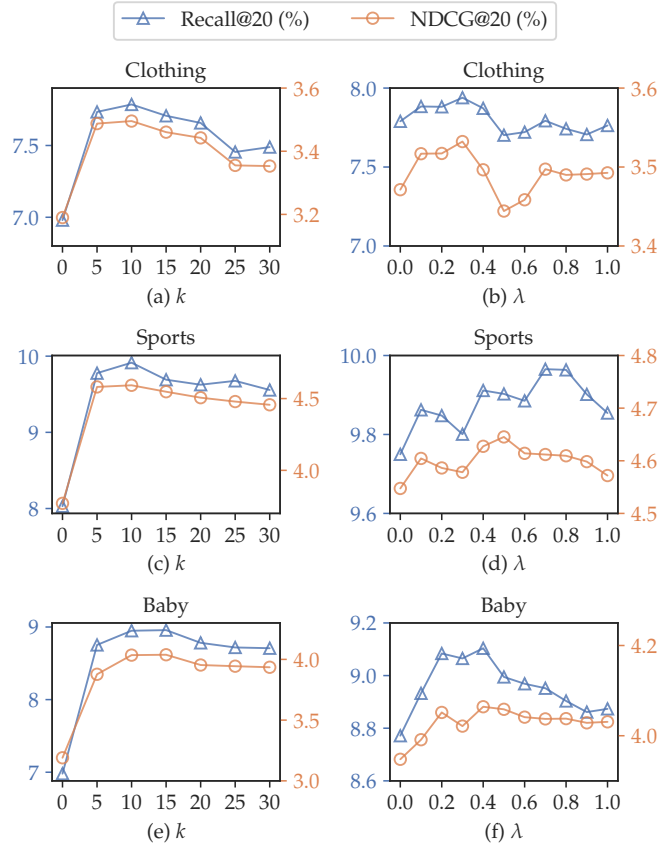 Recall@20 (%) NDCG@20 (%)
Clothing
7.5
7.0
3.6
3.4
3.2
0 5 10 15 20 25 30
(a) k
Clothing
8.0
7.5
7.0
3.6
3.5
3.4
0.0 0.2 0.4 0.6 0.8 1.0
(b) λ
Sports
10
9
8
4.5
4.0
0 5 10 15 20 25 30
(c) k
Sports
10.0
9.8
9.6
4.8
4.7
4.6
4.5
0.0 0.2 0.4 0.6 0.8 1.0
(d) λ
Baby
9
8
7
4.0
3.5
3.0
0 5 10 15 20 25 30
(e) k
Baby
9.2
9.0
8.8
8.6
4.2
4.0
0.0 0.2 0.4 0.6 0.8 1.0
(f) λ